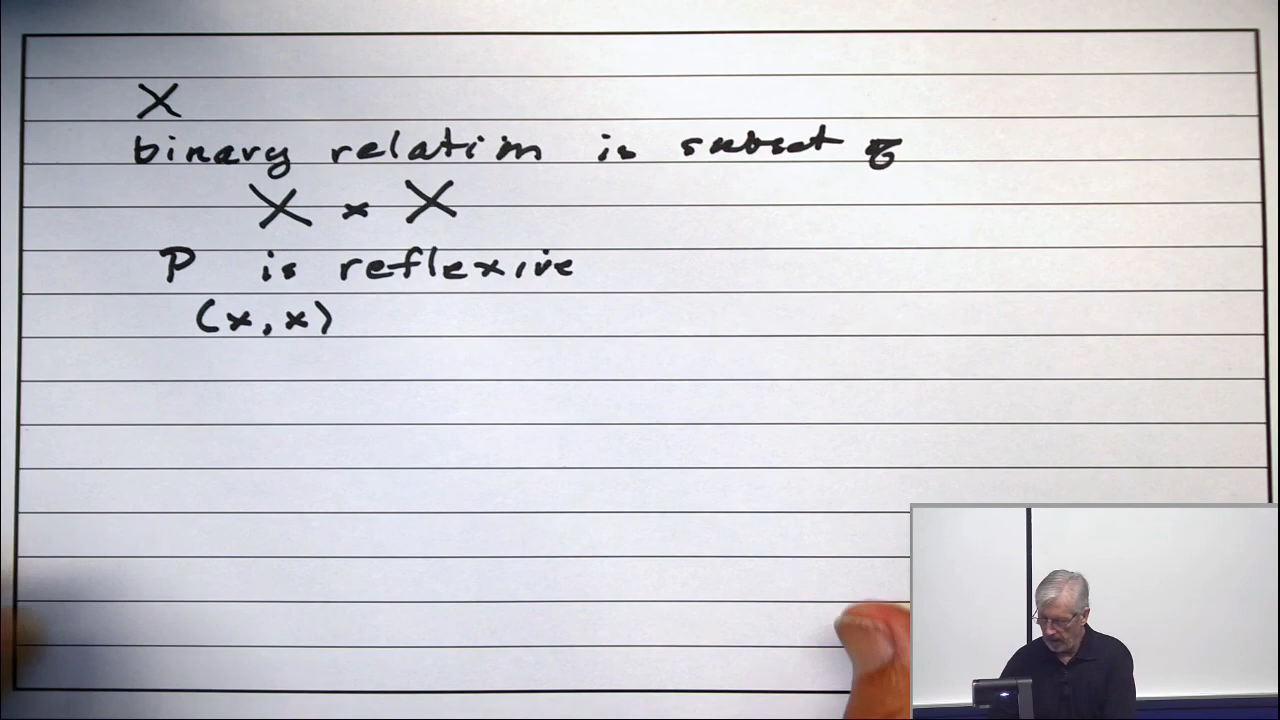 X
binary relation is subset of
X × X
P is reflexive
(x, x)